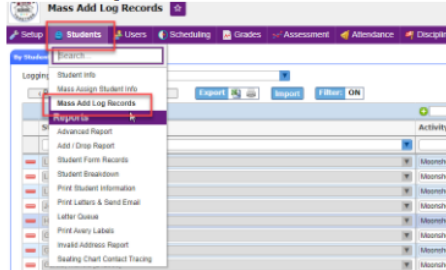 Mass Add Log Records
Setup Students Users Scheduling Grades Assessment Attendance
Search...
Student Info
Mass Assign Student Info
Mass Add Log Records
Export Import Filter: ON
Reports
Activity
Advanced Report
Add / Drop Report
Student Form Records
Student Breakdown
Print Student Information
Print Letters & Send Email
Letter Queue
Print Avery Labels
Invalid Address Report
Seating Chart Contact Tracing